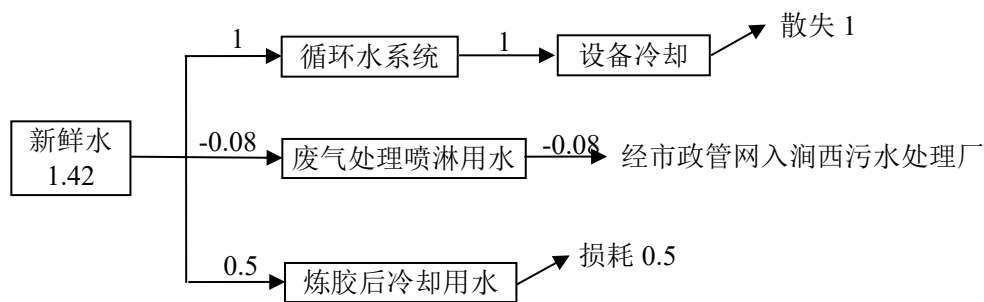 散失 1
1
循环水系统
1
设备冷却
新鲜水
1.42
-0.08
废气处理喷淋用水
-0.08
经市政管网入涧西污水处理厂
0.5
炼胶后冷却用水
损耗 0.5